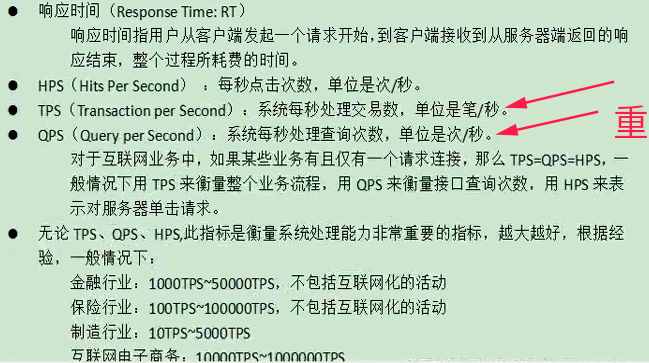 ● 响应时间（Response Time: RT）
响应时间指用户从客户端发起一个请求开始,到客户端接收到从服务器端返回的响
应结束，整个过程所耗费的时间。
● HPS（Hits Per Second）：每秒点击次数，单位是次/秒。
● TPS（Transaction per Second）：系统每秒处理交易数，单位是笔/秒。
● QPS（Query per Second）：系统每秒处理查询次数，单位是次/秒。
重
对于互联网业务中，如果某些业务有且仅有一个请求连接，那么 TPS=QPS=HPS，一
般情况下用 TPS 来衡量整个业务流程，用 QPS 来衡量接口查询次数，用 HPS 来表
示对服务器单击请求。
● 无论 TPS、QPS、HPS,此指标是衡量系统处理能力非常重要的指标，越大越好，根据经
验，一般情况下：
金融行业：1000TPS~50000TPS，不包括互联网化的活动
保险行业：100TPS~100000TPS，不包括互联网化的活动
制造行业：10TPS~5000TPS
互联网电子商务：10000TPS~1000000TPS